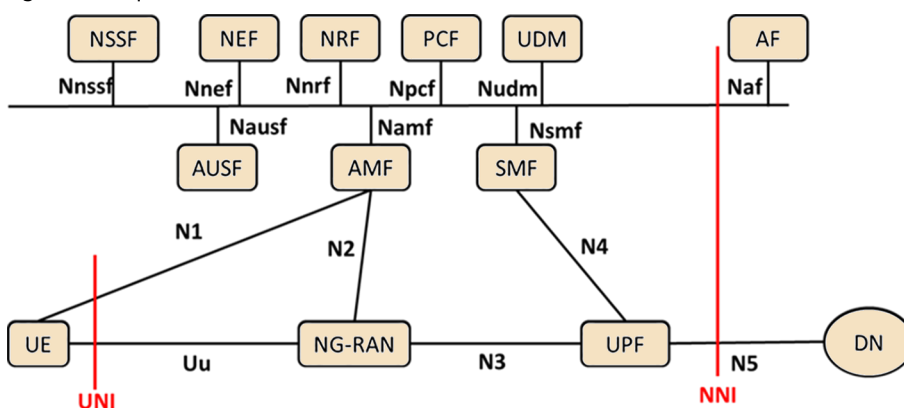 NSSF NEF NRF PCF UDM AF
Nnssf Nnef Nnrf Npcf Nudm Naf
Nausf Namf Nsmf
AUSF AMF SMF
N1 N2 N4
UE NG-RAN UPF DN
Uu N3 N5
UNI NNI